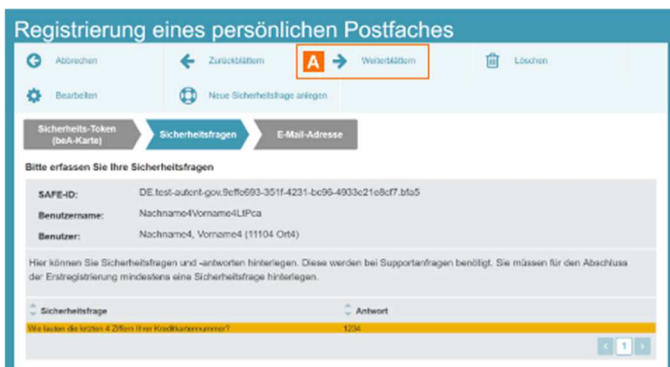 Registrierung eines persönlichen Postfaches
Abbrechen
Zurückblättern
A
Weiterblättern
Löschen
Bearbeiten
Neue Sicherheitsfrage anlegen
Sicherheits-Token
(beA-Karte)
Sicherheitsfragen
E-Mail-Adresse
Bitte erfassen Sie Ihre Sicherheitsfragen
SAFE-ID: DE.test-autent-gov.9effe693-351f-4231-bc96-4933c21e8cf7.bfa5
Benutzername: Nachname4Vorname4LtPca
Benutzer: Nachname4, Vorname4 (11104 Ort4)
Hier können Sie Sicherheitsfragen und -antworten hinterlegen. Diese werden bei Supportanfragen benötigt. Sie müssen für den Abschluss
der Erstregistrierung mindestens eine Sicherheitsfrage hinterlegen.
Sicherheitsfrage Antwort
Wie lauten die letzten 4 Ziffern Ihrer Kreditkartennummer? 1234
1